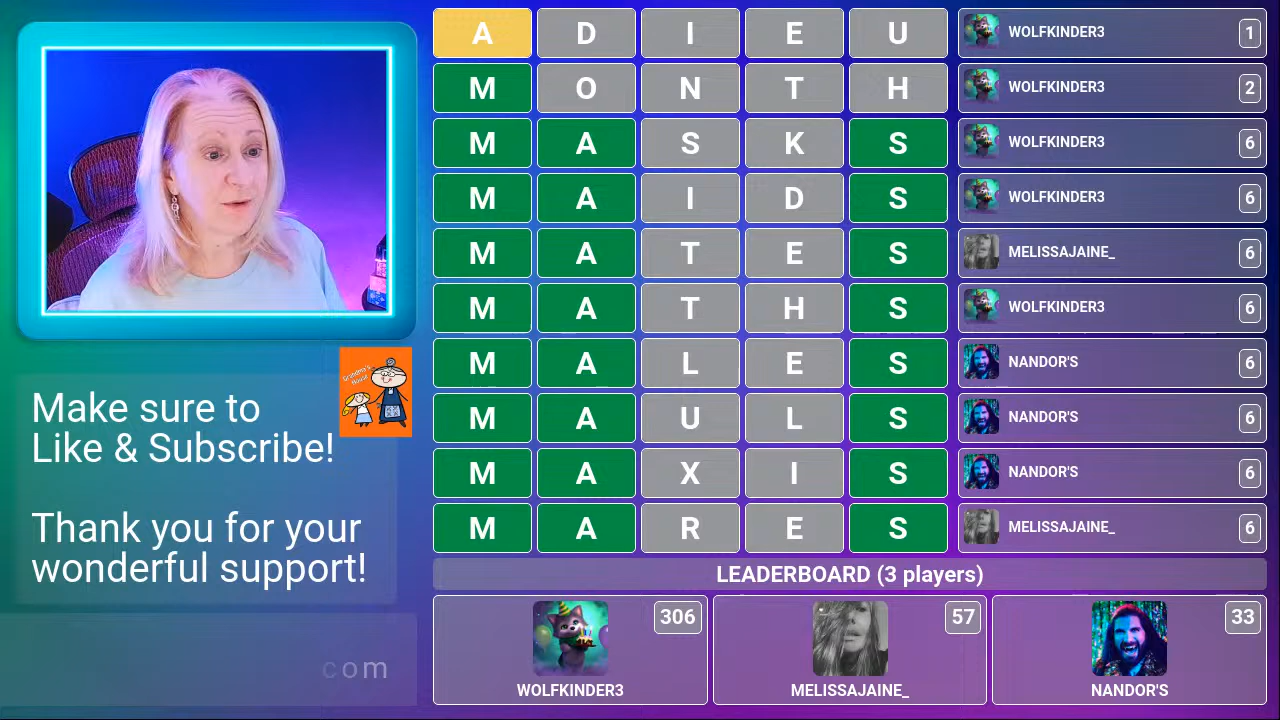 A D I E U WOLFKINDER3 1
M O N T H WOLFKINDER3 2
M A S K S WOLFKINDER3 6
M A I D S WOLFKINDER3 6
M A T E S MELISSAJAINE_ 6
M A T H S WOLFKINDER3 6
M A L E S NANDOR'S 6
M A U L S NANDOR'S 6
M A X I S NANDOR'S 6
M A R E S MELISSAJAINE_ 6
Grandma's
House
Make sure to
Like & Subscribe!
Thank you for your
wonderful support!
com
LEADERBOARD (3 players)
306 57 33
WOLFKINDER3 MELISSAJAINE_ NANDOR'S